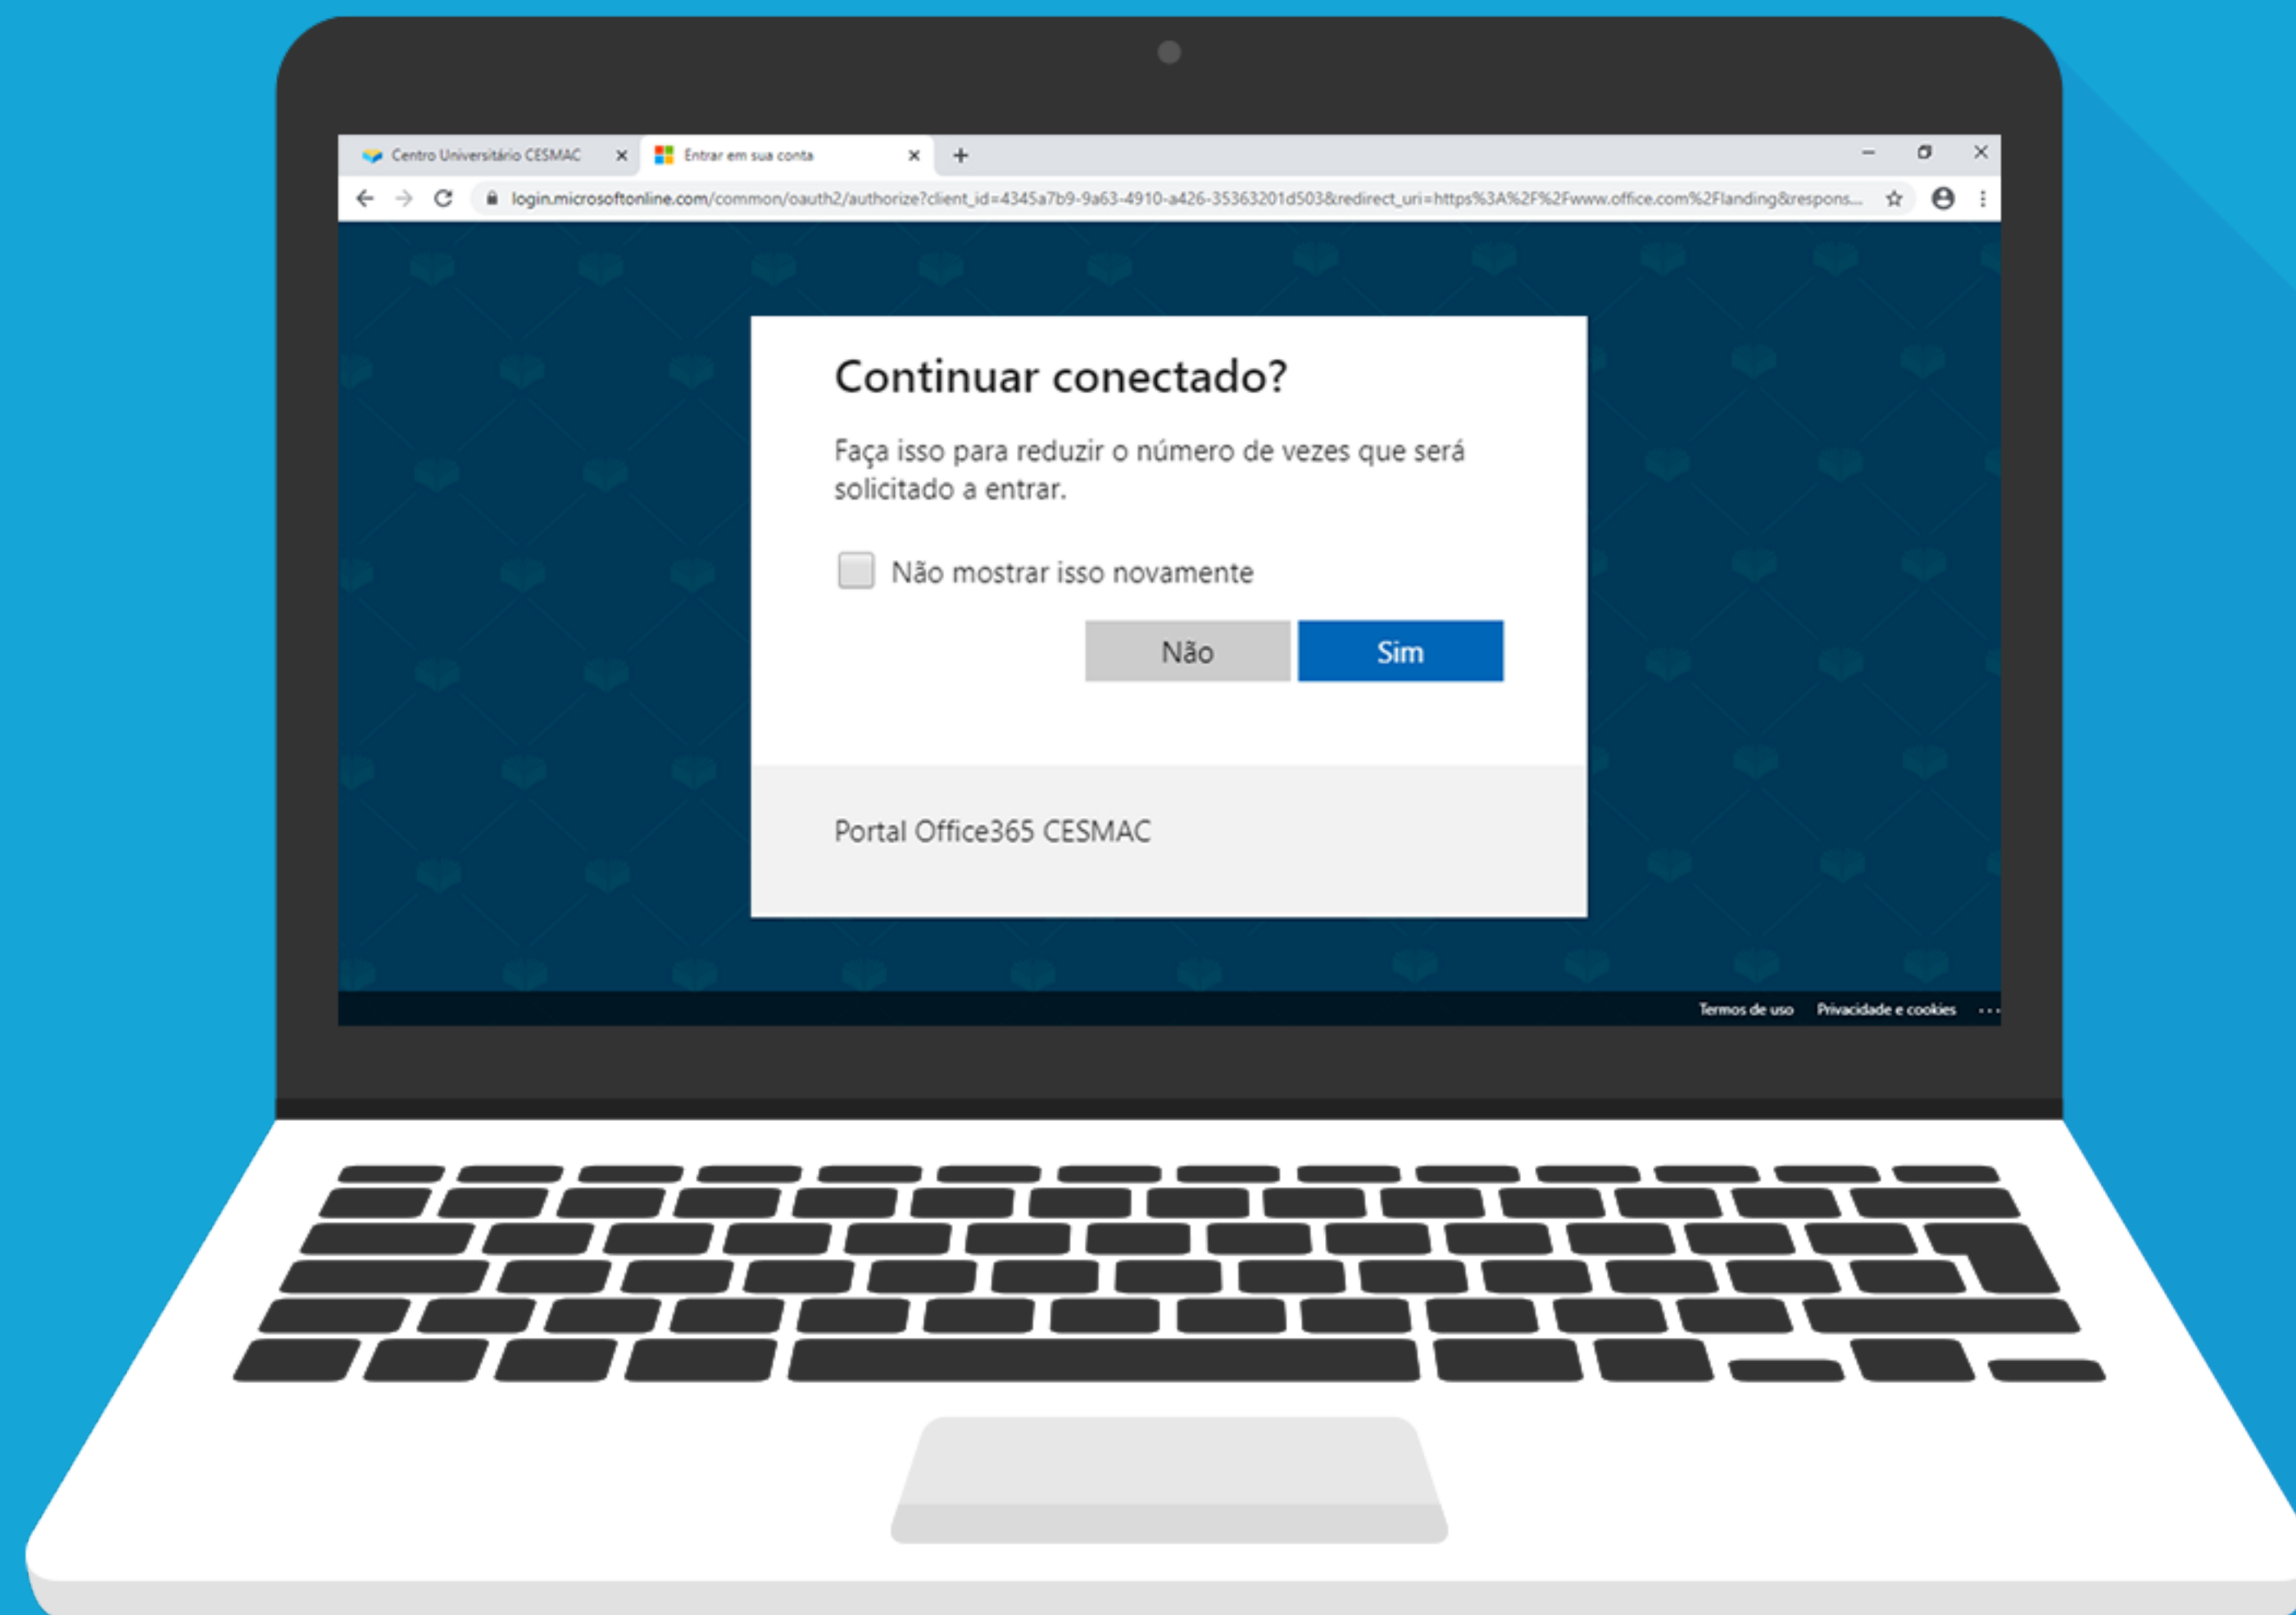 Centro Universitário CESMAC
Entrar em sua conta
login.microsoftonline.com/common/oauth2/authorize?client_id=4345a7b9-9a63-4910-a426-35363201d503&redirect_uri=https%3A%2F%2Fwww.office.com%2Flanding&respons...
Continuar conectado?
Faça isso para reduzir o número de vezes que será
solicitado a entrar.
Não mostrar isso novamente
Não
Sim
Portal Office365 CESMAC
Termos de uso
Privacidade e cookies